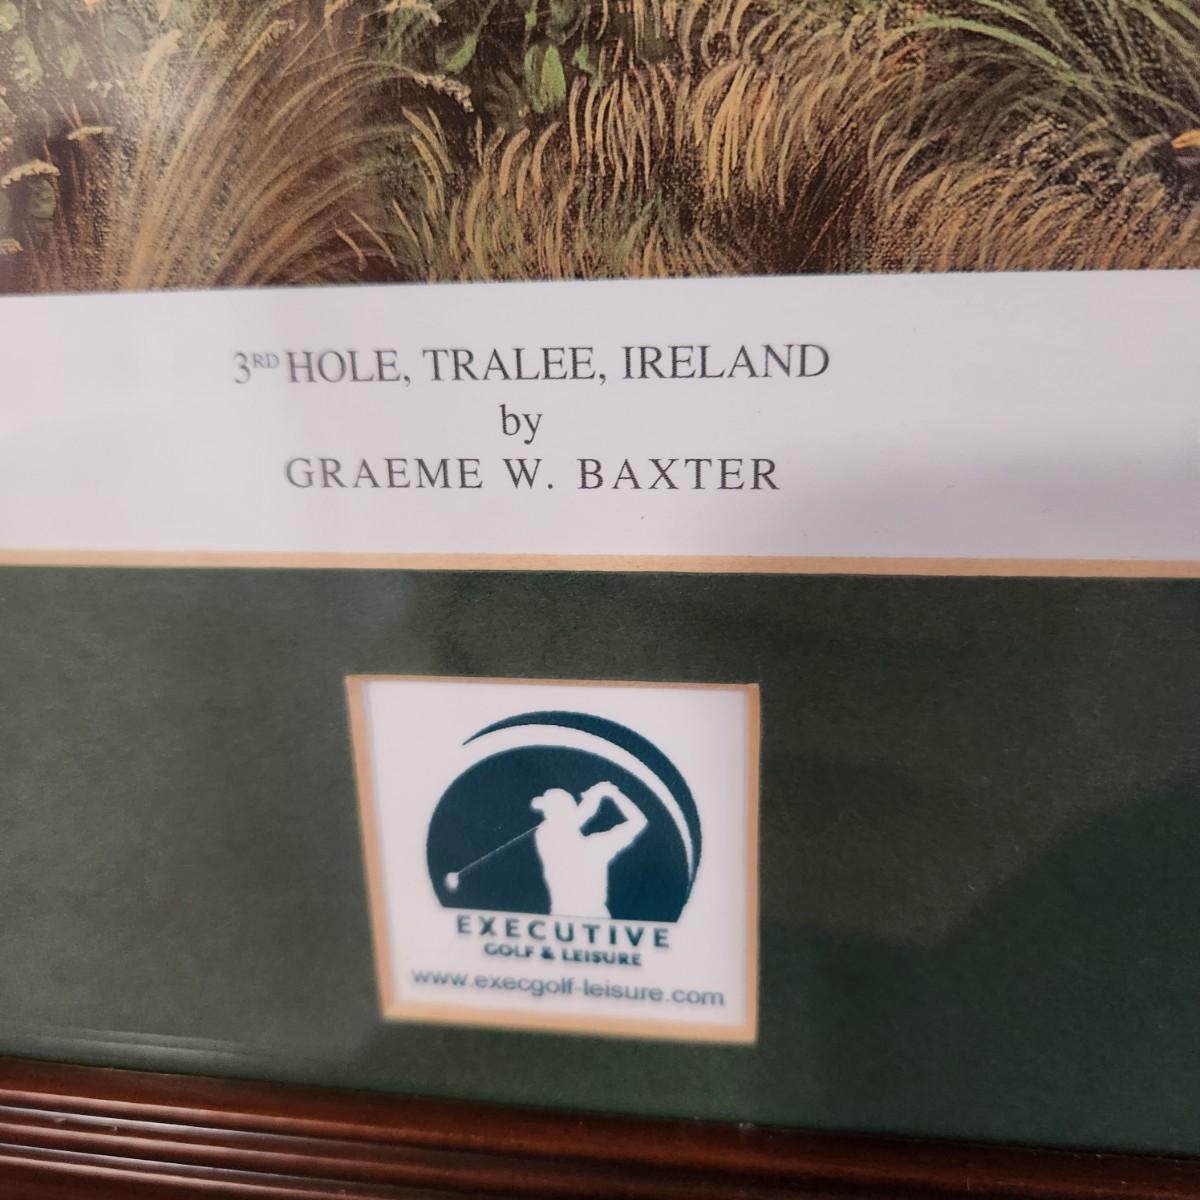 3RD HOLE, TRALEE, IRELAND
by
GRAEME W. BAXTER
EXECUTIVE
GOLF & LEISURE
www.execgolf-leisure.com